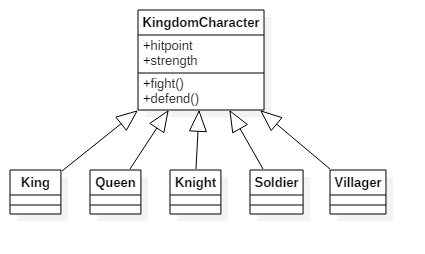 KingdomCharacter
+hitpoint
+strength
+fight()
+defend()
King
Queen
Knight
Soldier
Villager